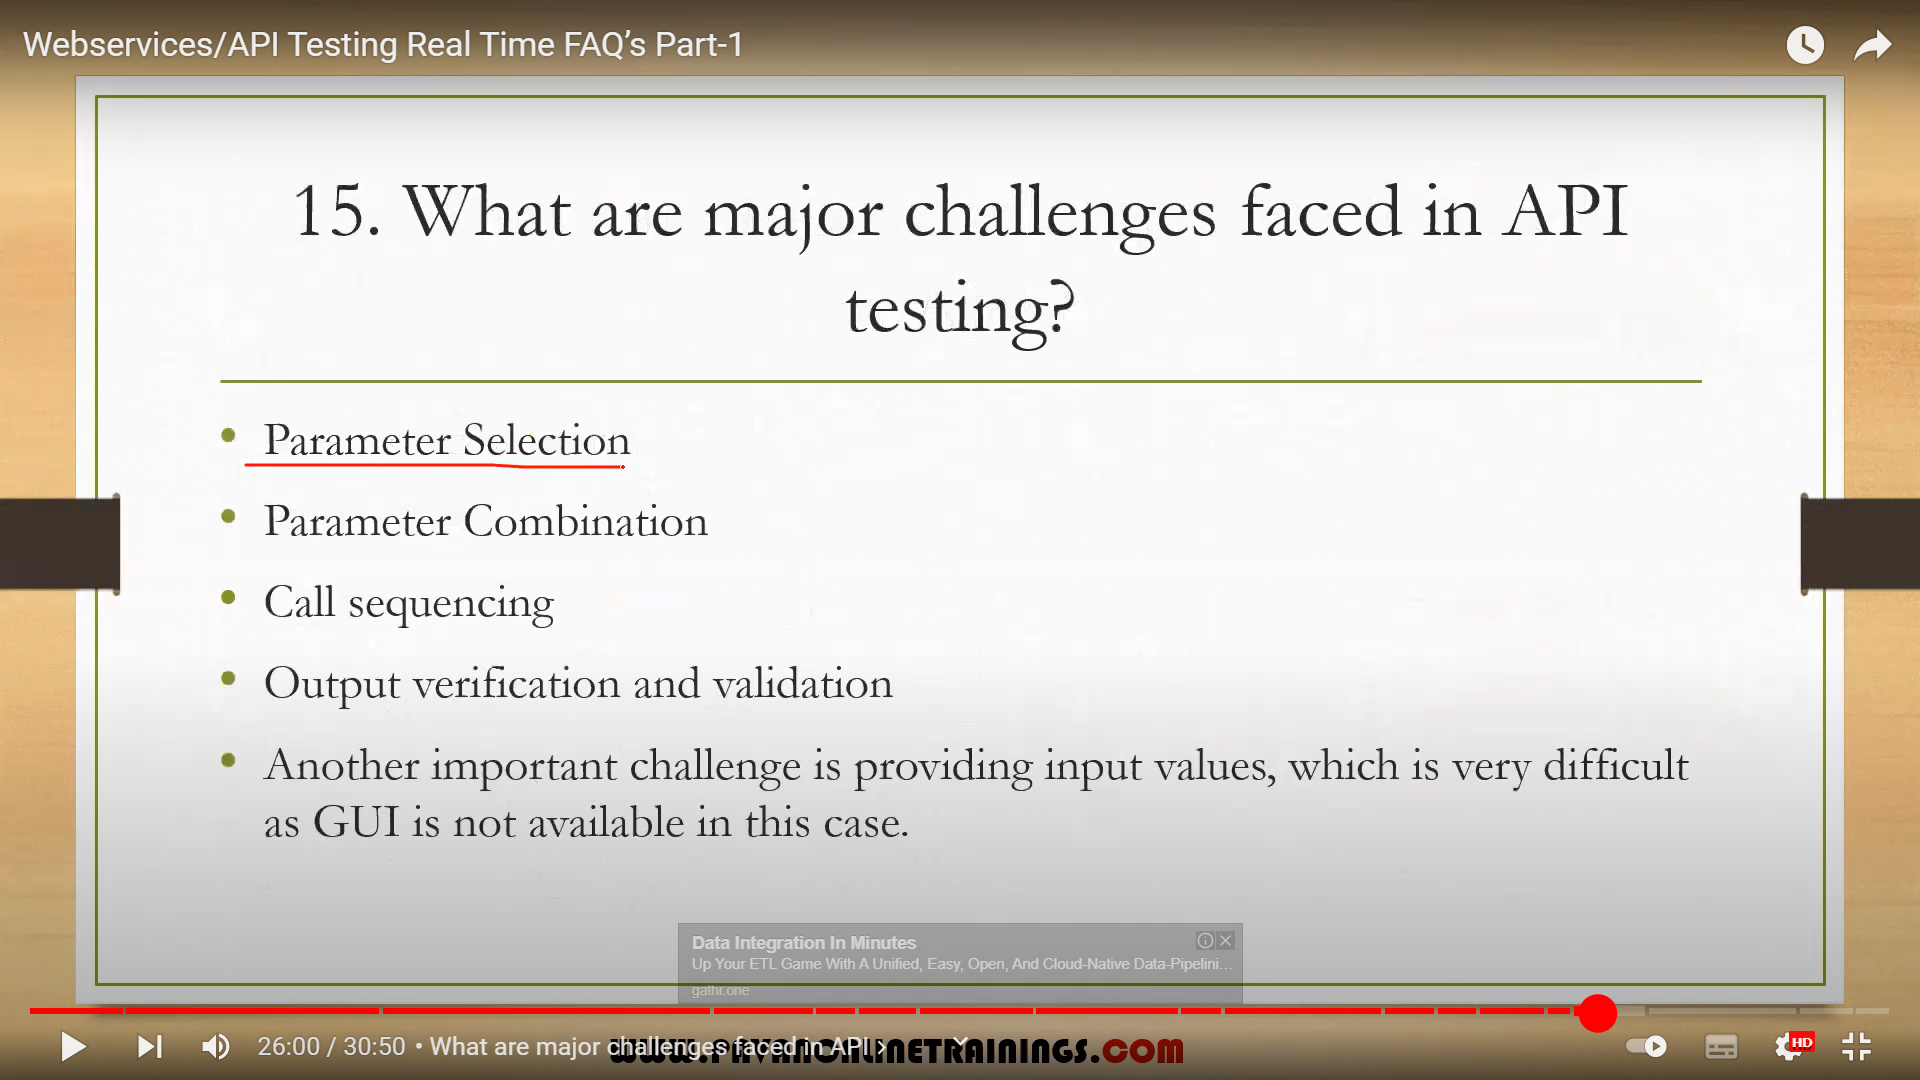 Webservices/API Testing Real Time FAQ’s Part-1
15. What are major challenges faced in API
testing?
Parameter Selection
Parameter Combination
Call sequencing
Output verification and validation
Another important challenge is providing input values, which is very difficult
as GUI is not available in this case.
Data Integration In Minutes
Up Your ETL Game With A Unified, Easy, Open, And Cloud-Native Data-Pipelini...
gathr.one
26:00 / 30:50 • What are major challenges faced in API
WWW.PAVANONLINETRAININGS.COM
HD